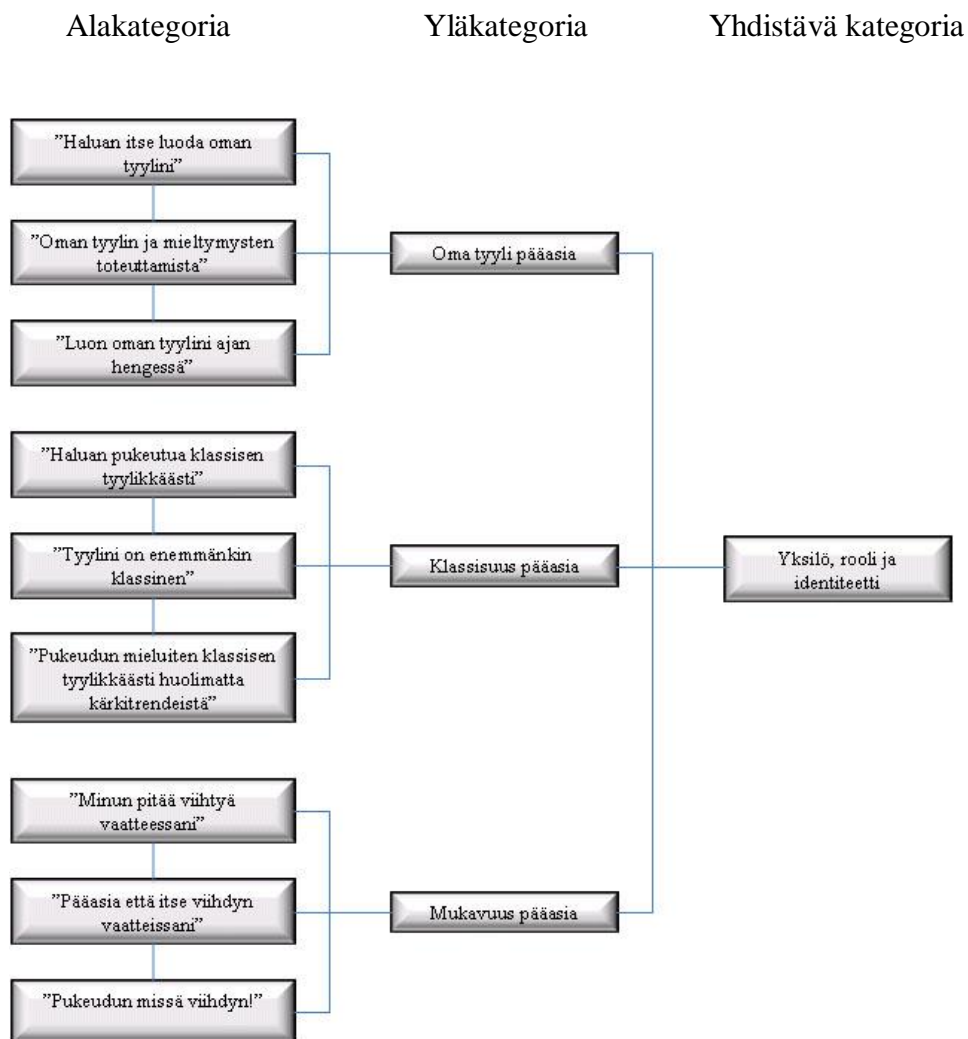 Alakategoria Yläkategoria Yhdistävä kategoria
”Haluan itse luoda oman
tyylini”
”Oman tyylin ja mieltymysten
toteuttamista”
Oma tyyli pääasia
”Luon oman tyylini ajan
hengessä”
”Haluan pukeutua klassisen
tyylikkäästi”
”Tyylini on enemmänkin
klassinen”
Klassisuus pääasia
Yksilö, rooli ja
identiteetti
”Pukeudun mieluiten klassisen
tyylikkäästi huolimatta
kärkitrendeistä”
”Minun pitää viihtyä
vaatteessani”
”Pääasia että itse viihdyn
vaatteissani”
Mukavuus pääasia
”Pukeudun missä viihdyn!”